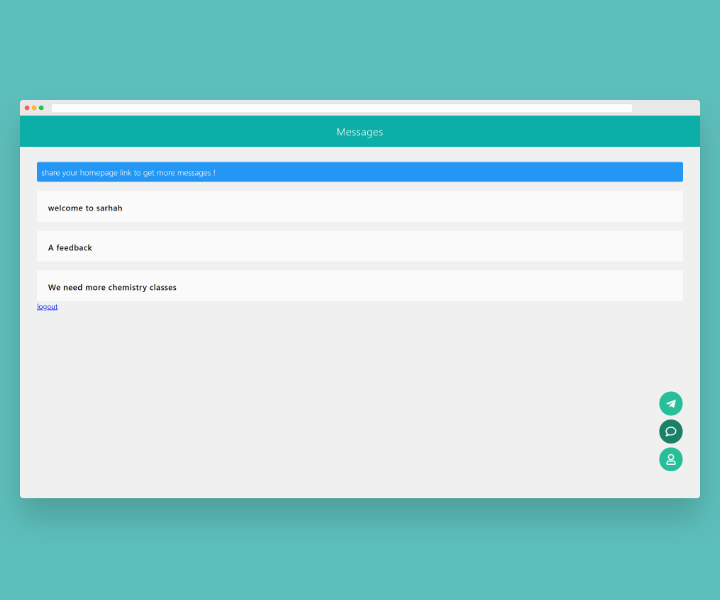 Messages
share your homepage link to get more messages !
welcome to sarhah
A feedback
We need more chemistry classes
logout